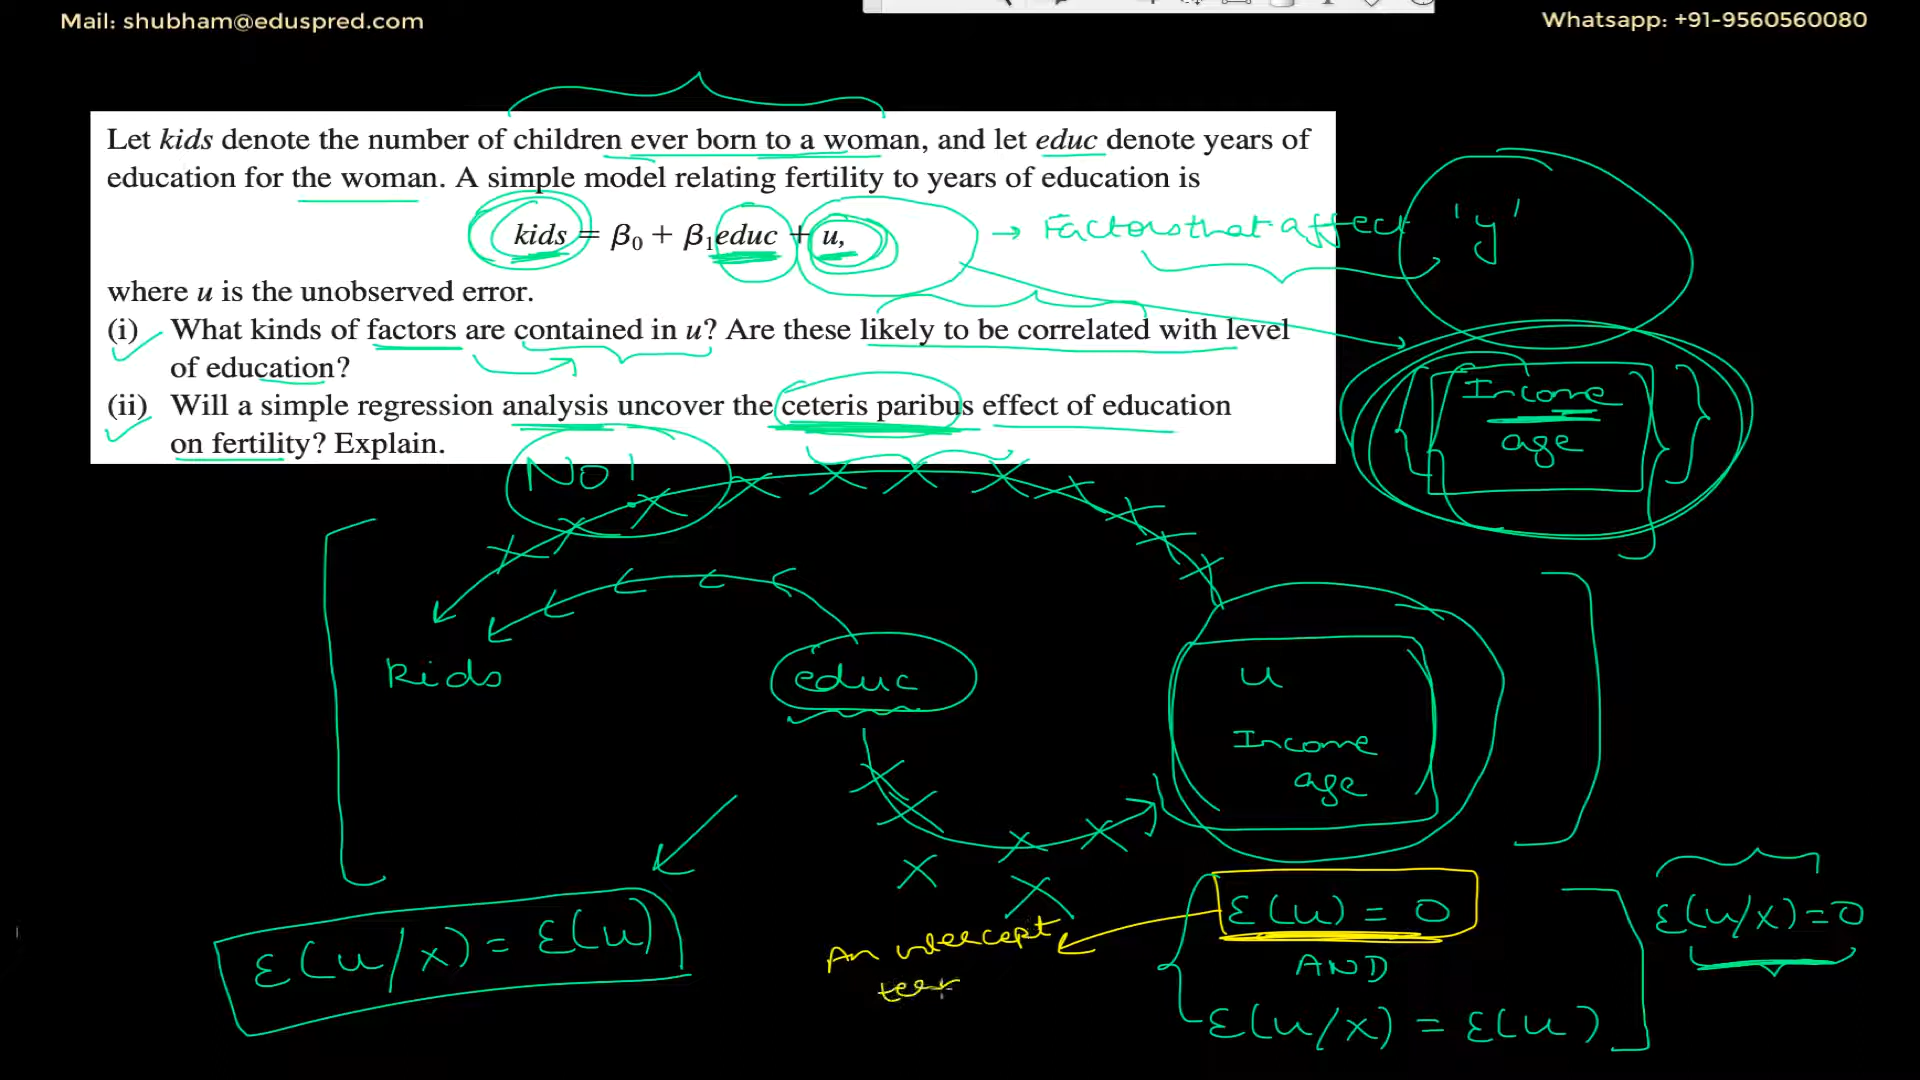 Mail: shubham@eduspred.com
Whatsapp: +91-9560560080
Let kids denote the number of children ever born to a woman, and let educ denote years of
education for the woman. A simple model relating fertility to years of education is
kids = β₀ + β₁educ + u,
→ Factors that affect 'y'
where u is the unobserved error.
(i) What kinds of factors are contained in u? Are these likely to be correlated with level
of education?
(ii) Will a simple regression analysis uncover the ceteris paribus effect of education
on fertility? Explain.
Income
age
NO!
kids
educ
u
Income
age
E(u/x) = E(u)
An intercept
ter
E(u) = 0
AND
E(u/x) = E(u)
E(u/x)=0